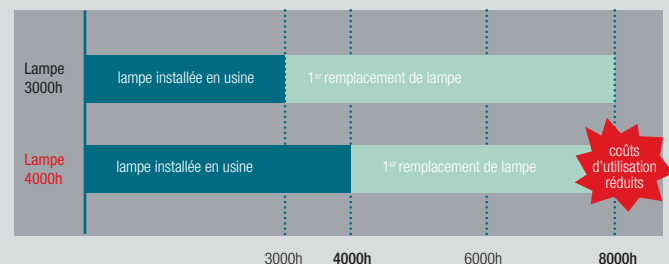 Lampe
3000h
lampe installée en usine
1er remplacement de lampe
Lampe
4000h
lampe installée en usine
1er remplacement de lampe
coûts
d'utilisation
réduits
3000h
4000h
6000h
8000h